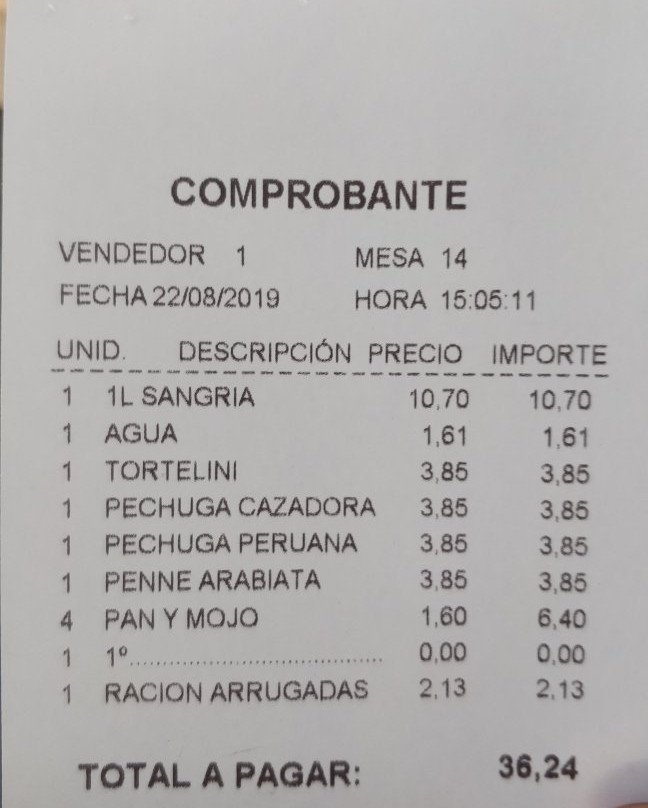 COMPROBANTE
VENDEDOR 1 MESA 14
FECHA 22/08/2019 HORA 15:05:11
UNID. DESCRIPCIÓN PRECIO IMPORTE
1 1L SANGRIA 10,70 10,70
1 AGUA 1,61 1,61
1 TORTELINI 3,85 3,85
1 PECHUGA CAZADORA 3,85 3,85
1 PECHUGA PERUANA 3,85 3,85
1 PENNE ARABIATA 3,85 3,85
4 PAN Y MOJO 1,60 6,40
1 1º....................................... 0,00 0,00
1 RACION ARRUGADAS 2,13 2,13
TOTAL A PAGAR: 36,24